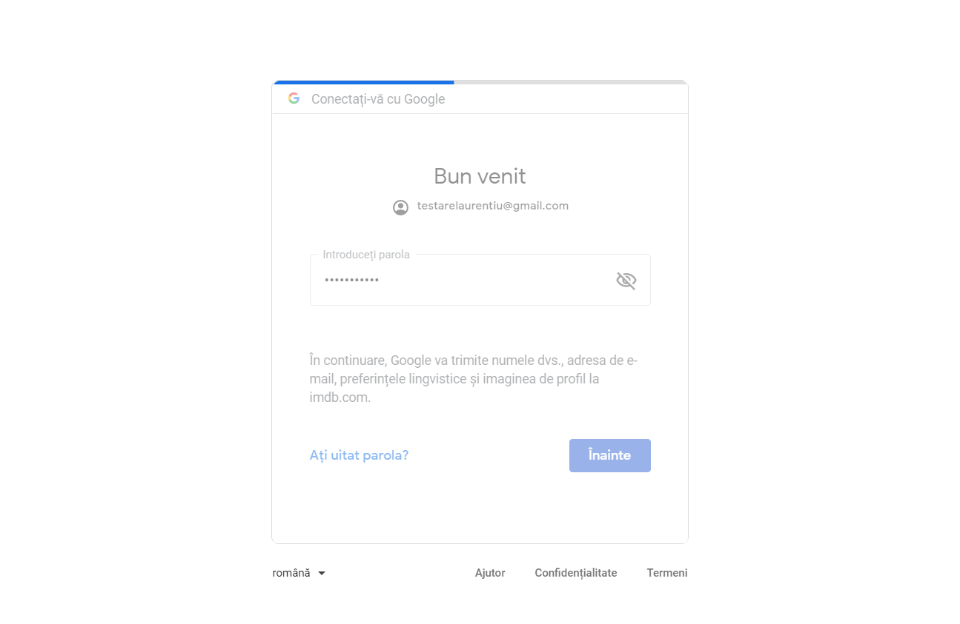 Conectați-vă cu Google
Bun venit
testarelaurentiu@gmail.com
Introduceți parola
•••••••••••
În continuare, Google va trimite numele dvs., adresa de e-
mail, preferințele lingvistice și imaginea de profil la
imdb.com.
Ați uitat parola?
Înainte
română
Ajutor
Confidențialitate
Termeni